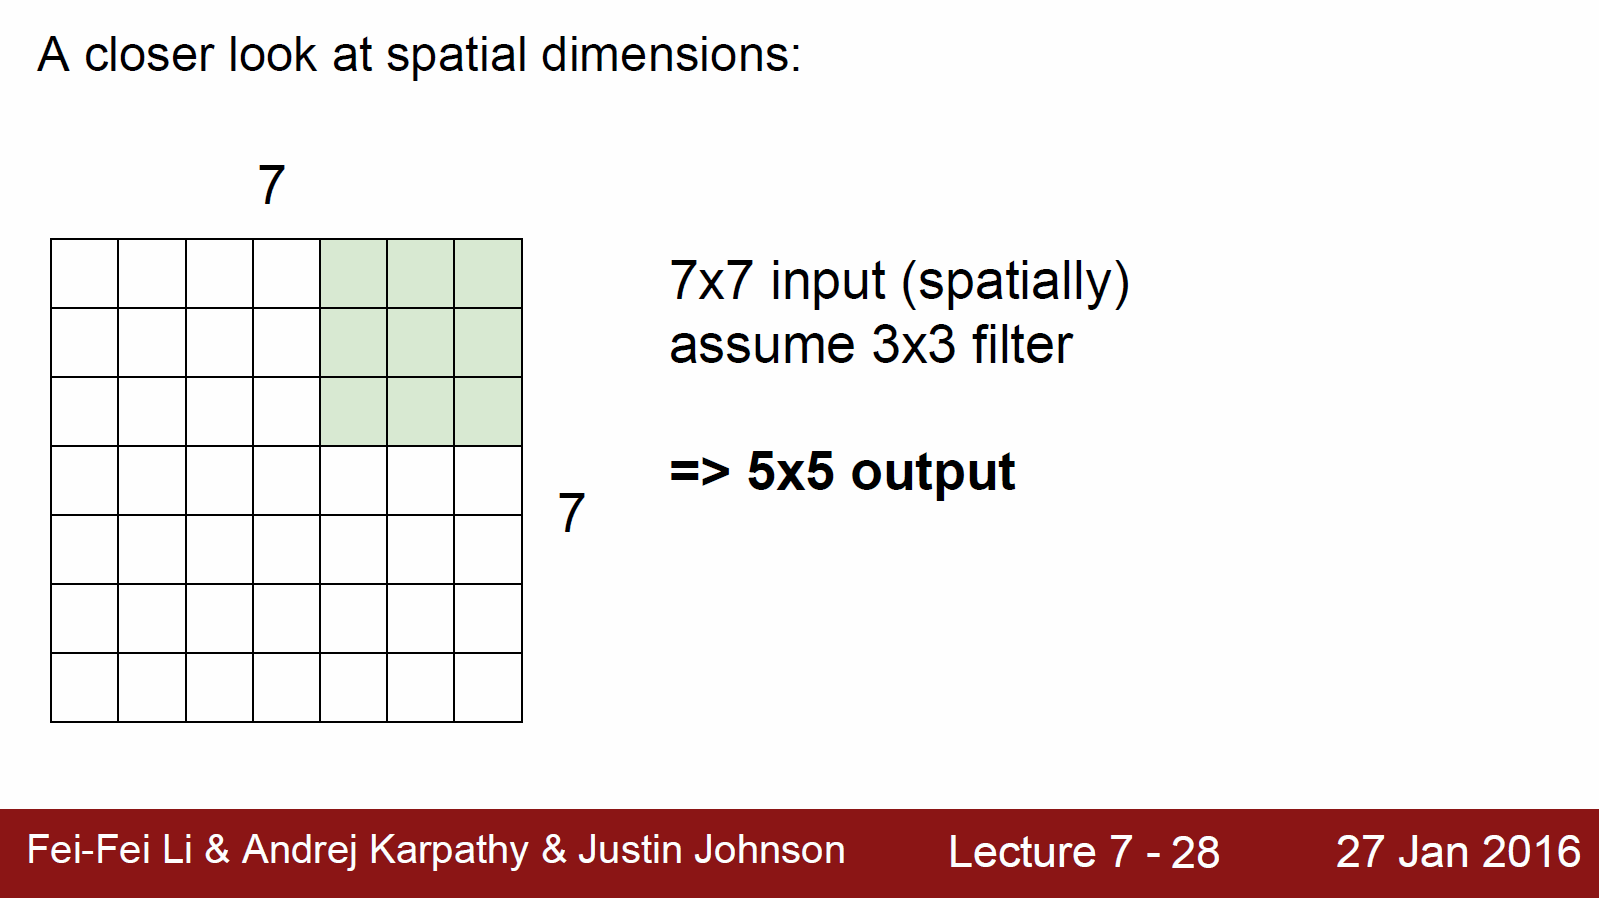 A closer look at spatial dimensions:
7
7x7 input (spatially)
assume 3x3 filter
=> 5x5 output
7
Fei-Fei Li & Andrej Karpathy & Justin Johnson
Lecture 7 - 28
27 Jan 2016